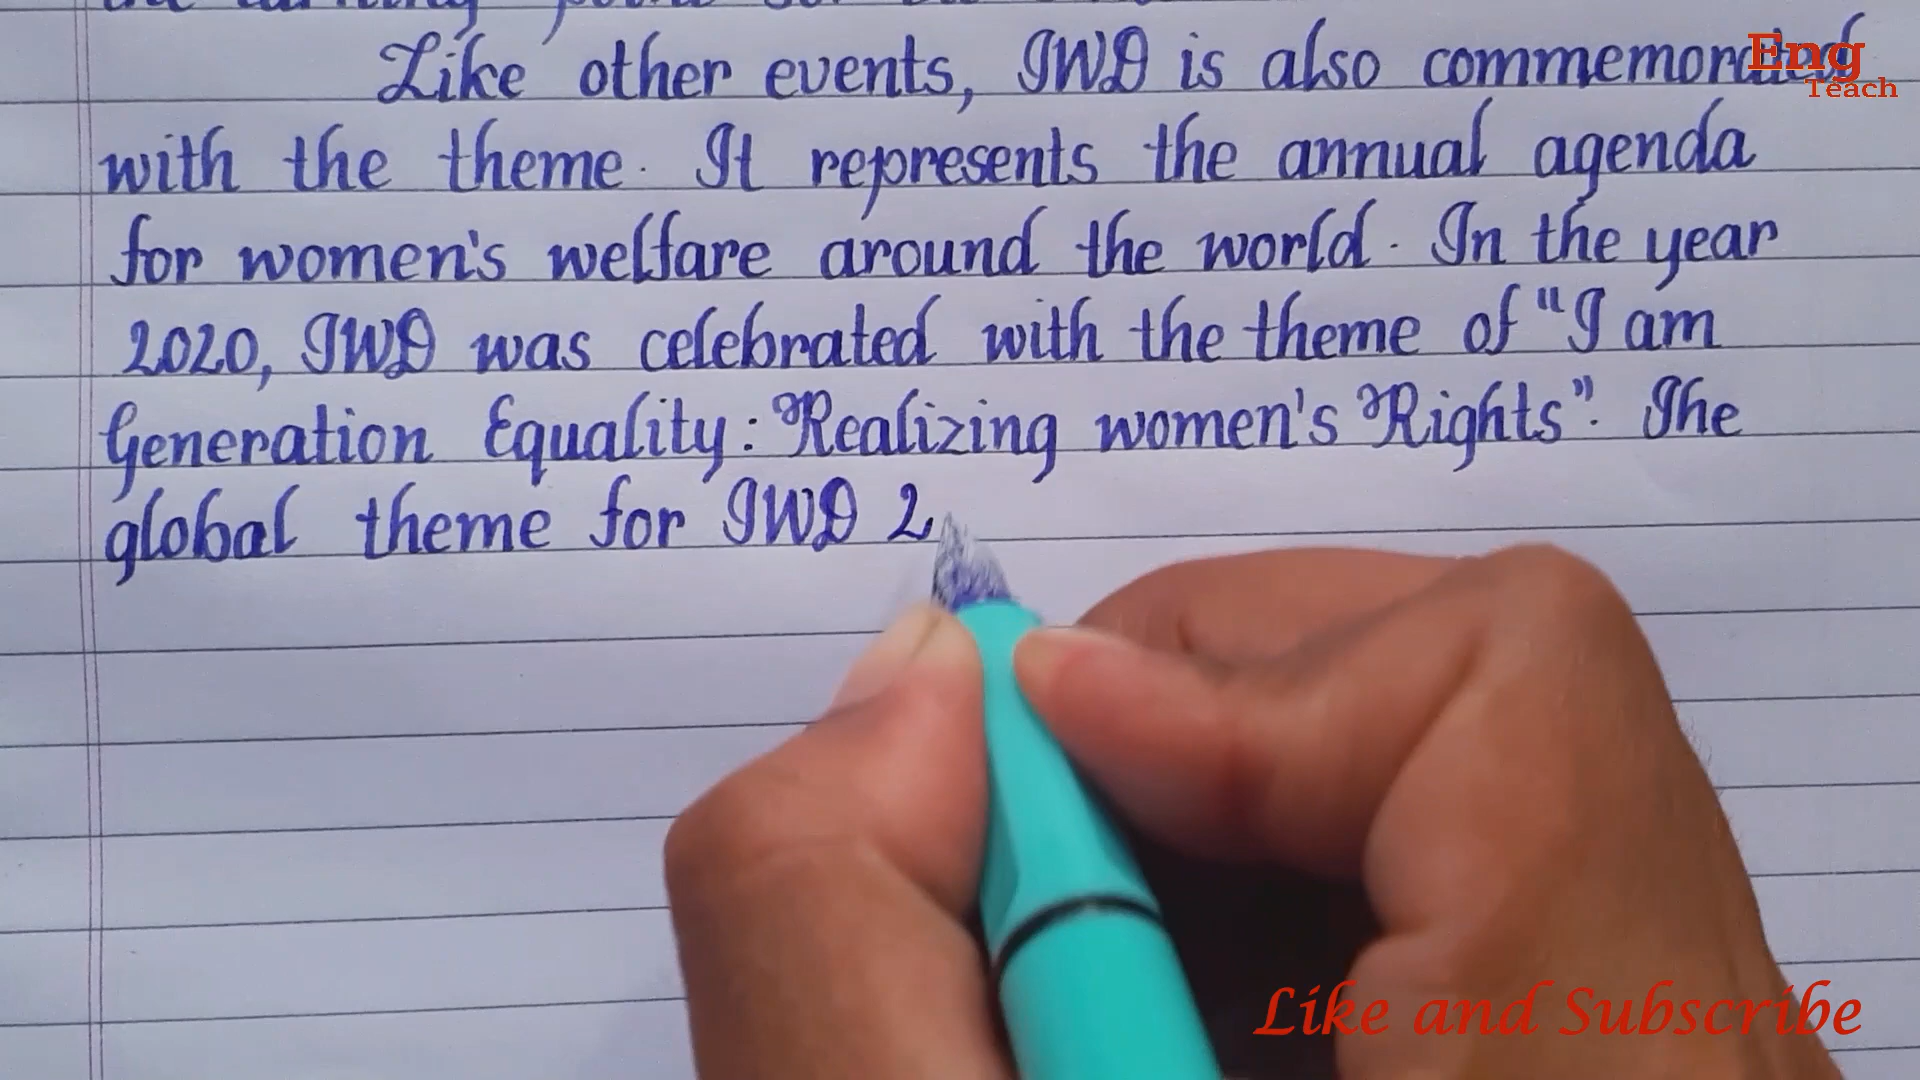 Like other events, IWD is also commemorated
with the theme. It represents the annual agenda
for women's welfare around the world. In the year
2020, IWD was celebrated with the theme of "I am
Generation Equality: Realizing women's Rights". The
global theme for IWD 2
Eng
Teach
Like and Subscribe